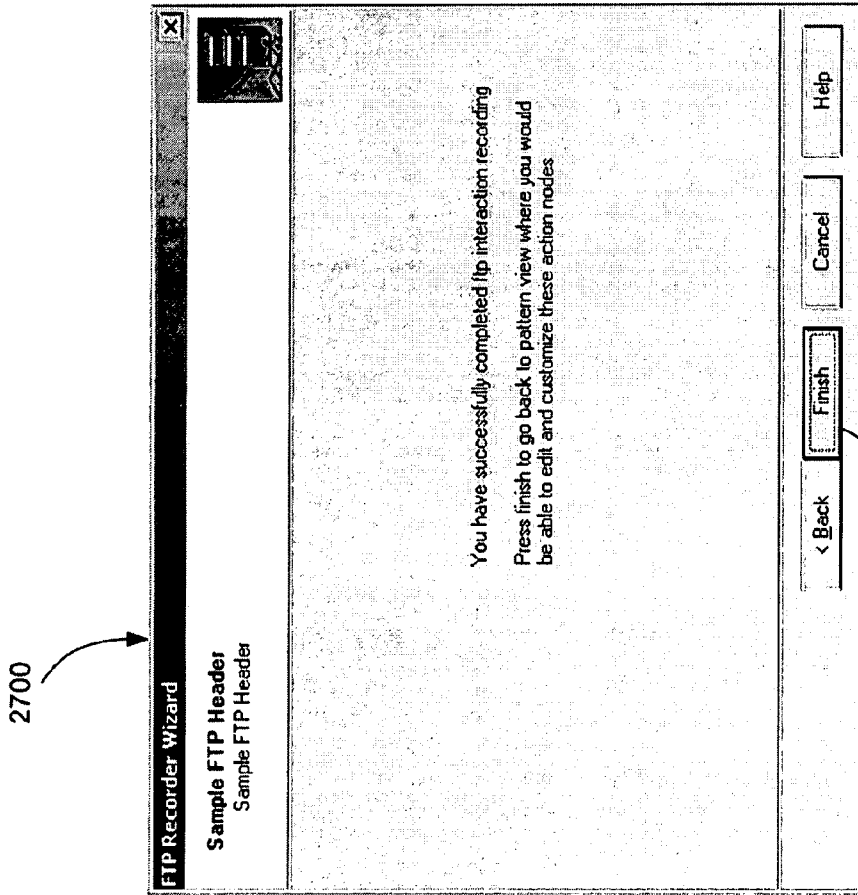 2700
FTP Recorder Wizard
Sample FTP Header
Sample FTP Header
You have successfully completed ftp interaction recording
Press finish to go back to pattern view where you would
be able to edit and customize these action nodes
< Back
Finish
Cancel
Help